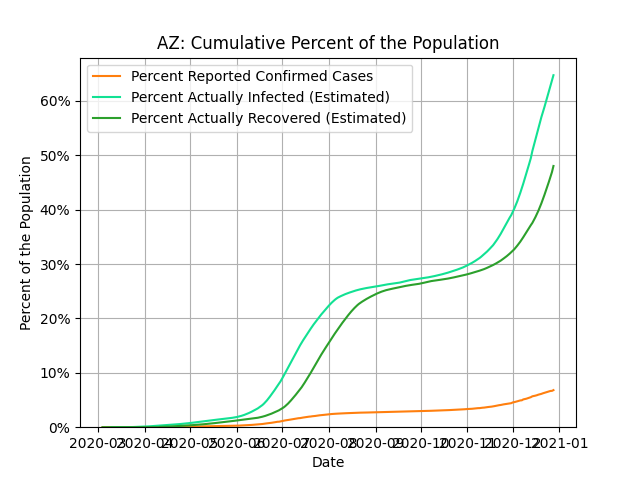 AZ: Cumulative Percent of the Population
Percent Reported Confirmed Cases
Percent Actually Infected (Estimated)
Percent Actually Recovered (Estimated)
Percent of the Population
60%
50%
40%
30%
20%
10%
0%
2020-03 2020-04 2020-05 2020-06 2020-07 2020-08 2020-09 2020-10 2020-11 2020-12 2021-01
Date